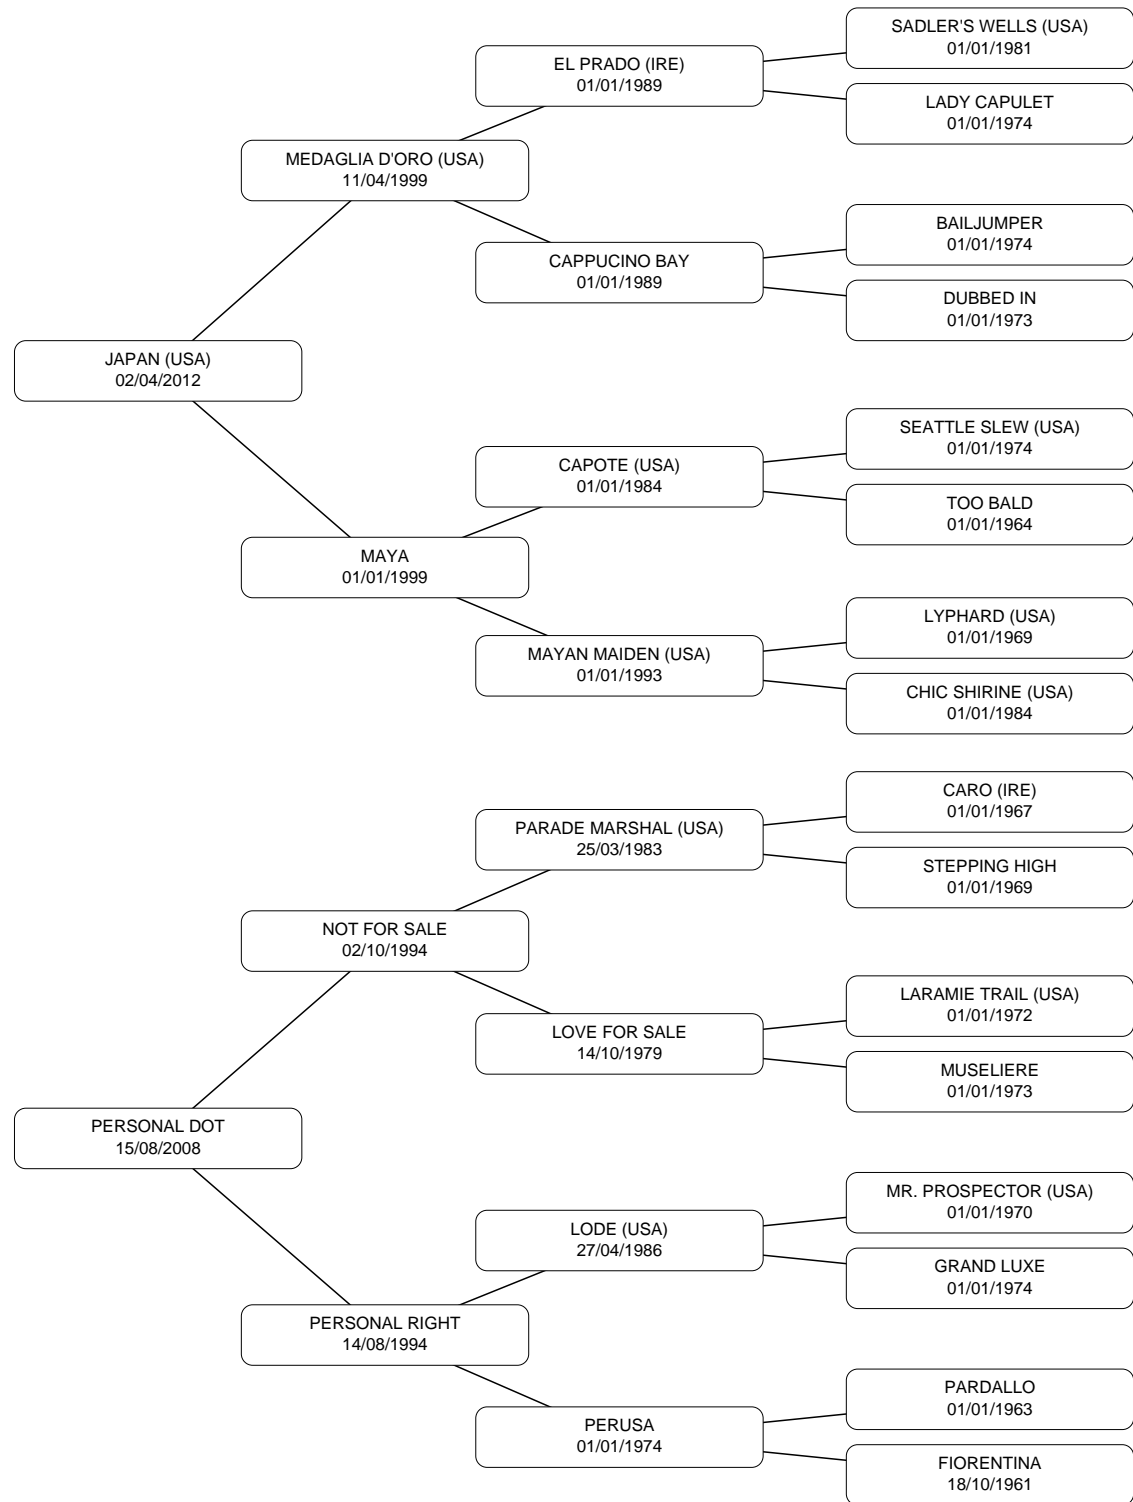 SADLER'S WELLS (USA)
01/01/1981
EL PRADO (IRE)
01/01/1989
LADY CAPULET
01/01/1974
MEDAGLIA D'ORO (USA)
11/04/1999
BAILJUMPER
01/01/1974
CAPPUCINO BAY
01/01/1989
DUBBED IN
01/01/1973
JAPAN (USA)
02/04/2012
SEATTLE SLEW (USA)
01/01/1974
CAPOTE (USA)
01/01/1984
TOO BALD
01/01/1964
MAYA
01/01/1999
LYPHARD (USA)
01/01/1969
MAYAN MAIDEN (USA)
01/01/1993
CHIC SHIRINE (USA)
01/01/1984
CARO (IRE)
01/01/1967
PARADE MARSHAL (USA)
25/03/1983
STEPPING HIGH
01/01/1969
NOT FOR SALE
02/10/1994
LARAMIE TRAIL (USA)
01/01/1972
LOVE FOR SALE
14/10/1979
MUSELIERE
01/01/1973
PERSONAL DOT
15/08/2008
MR. PROSPECTOR (USA)
01/01/1970
LODE (USA)
27/04/1986
GRAND LUXE
01/01/1974
PERSONAL RIGHT
14/08/1994
PARDALLO
01/01/1963
PERUSA
01/01/1974
FIORENTINA
18/10/1961